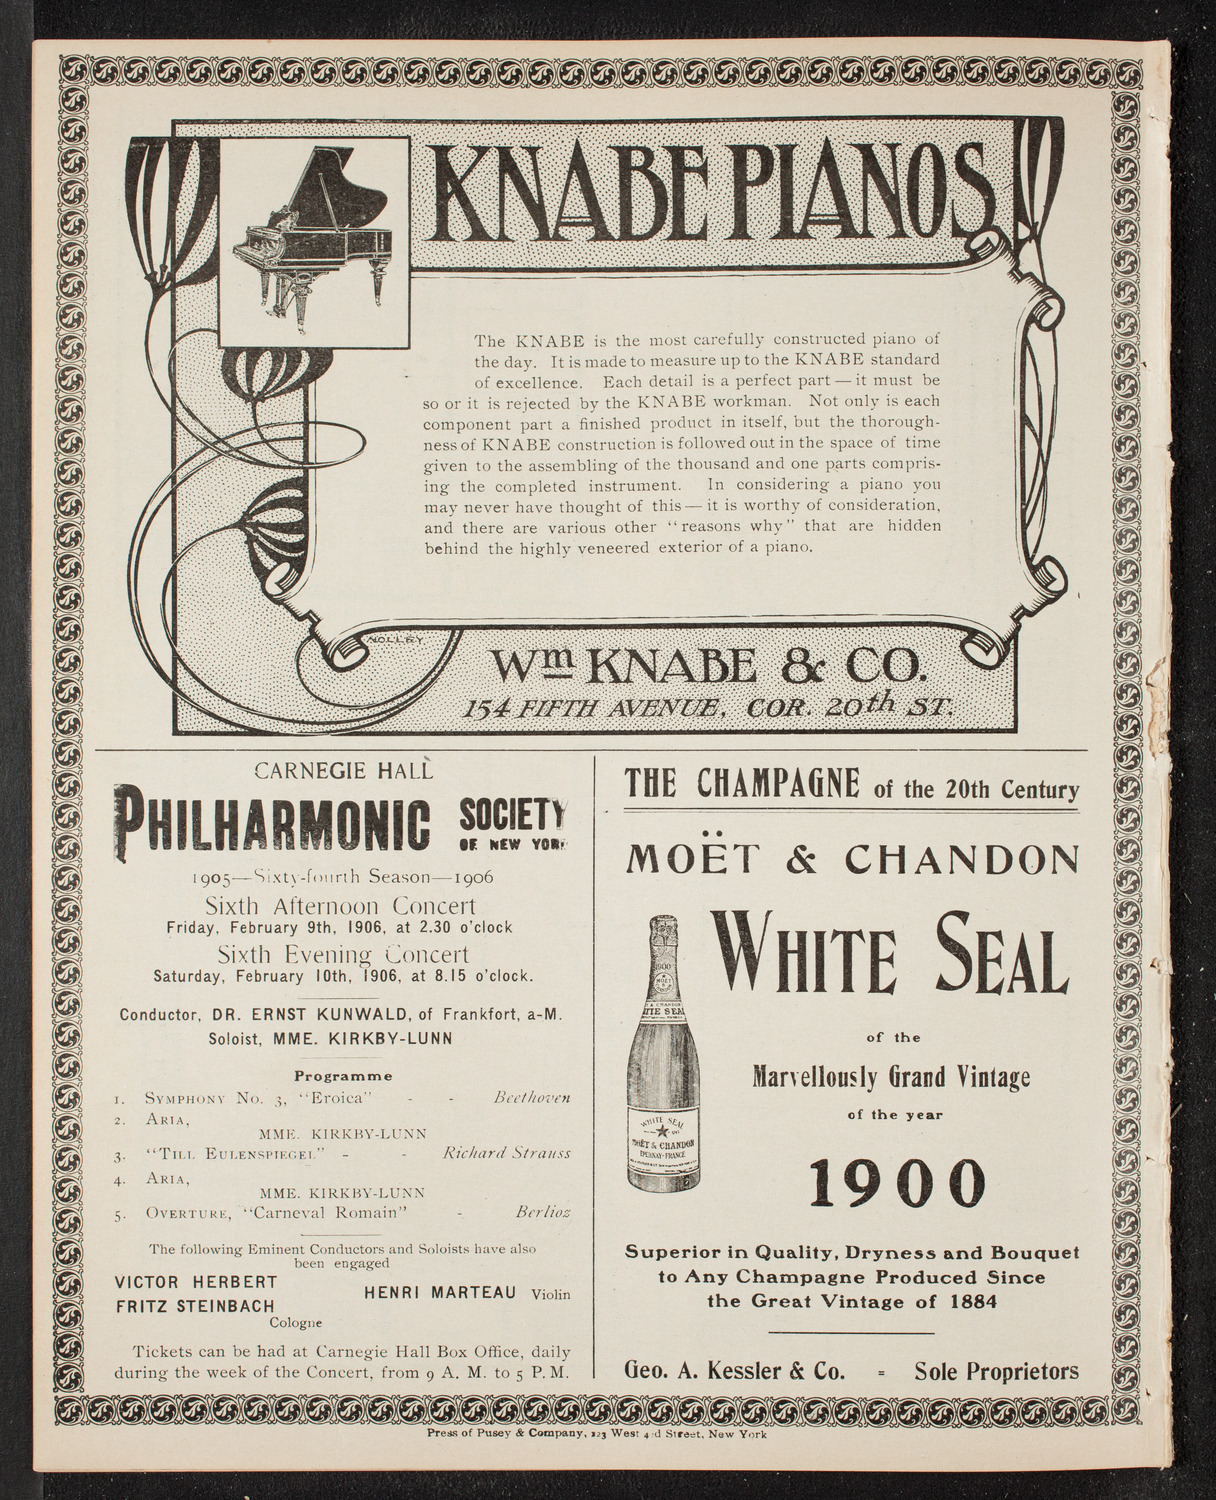 KNABE PIANOS
The KNABE is the most carefully constructed piano of
the day. It is made to measure up to the KNABE standard
of excellence. Each detail is a perfect part — it must be
so or it is rejected by the KNABE workman. Not only is each
component part a finished product in itself, but the thorough-
ness of KNABE construction is followed out in the space of time
given to the assembling of the thousand and one parts compris-
ing the completed instrument. In considering a piano you
may never have thought of this — it is worthy of consideration,
and there are various other "reasons why" that are hidden
behind the highly veneered exterior of a piano.
Wm KNABE & CO.
154 FIFTH AVENUE, COR. 20th ST.
CARNEGIE HALL
PHILHARMONIC SOCIETY
OF NEW YORK
1905—Sixty-fourth Season—1906
Sixth Afternoon Concert
Friday, February 9th, 1906, at 2.30 o'clock
Sixth Evening Concert
Saturday, February 10th, 1906, at 8.15 o'clock.
Conductor, DR. ERNST KUNWALD, of Frankfort, a-M.
Soloist, MME. KIRKBY-LUNN
Programme
1. SYMPHONY No. 3, "Eroica" - - Beethoven
2. ARIA,
MME. KIRKBY-LUNN
3. "TILL EULENSPIEGEL" - - Richard Strauss
4. ARIA,
MME. KIRKBY-LUNN
5. OVERTURE, "Carneval Romain" - Berlioz
The following Eminent Conductors and Soloists have also
been engaged
VICTOR HERBERT
HENRI MARTEAU Violin
FRITZ STEINBACH
Cologne
Tickets can be had at Carnegie Hall Box Office, daily
during the week of the Concert, from 9 A. M. to 5 P. M.
THE CHAMPAGNE of the 20th Century
MOËT & CHANDON
WHITE SEAL
1900
WHITE SEAL
MOËT & CHANDON
EPERNAY-FRANCE
of the
Marvellously Grand Vintage
of the year
1900
Superior in Quality, Dryness and Bouquet
to Any Champagne Produced Since
the Great Vintage of 1884
Geo. A. Kessler & Co. = Sole Proprietors
Press of Pusey & Company, 123 West 43d Street, New York